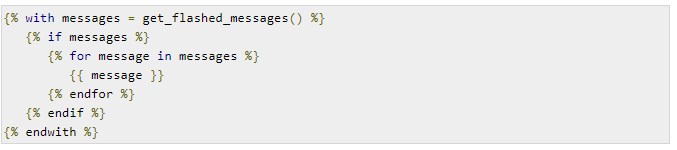 {% with messages = get_flashed_messages() %}
   {% if messages %}
      {% for message in messages %}
         {{ message }}
      {% endfor %}
   {% endif %}
{% endwith %}